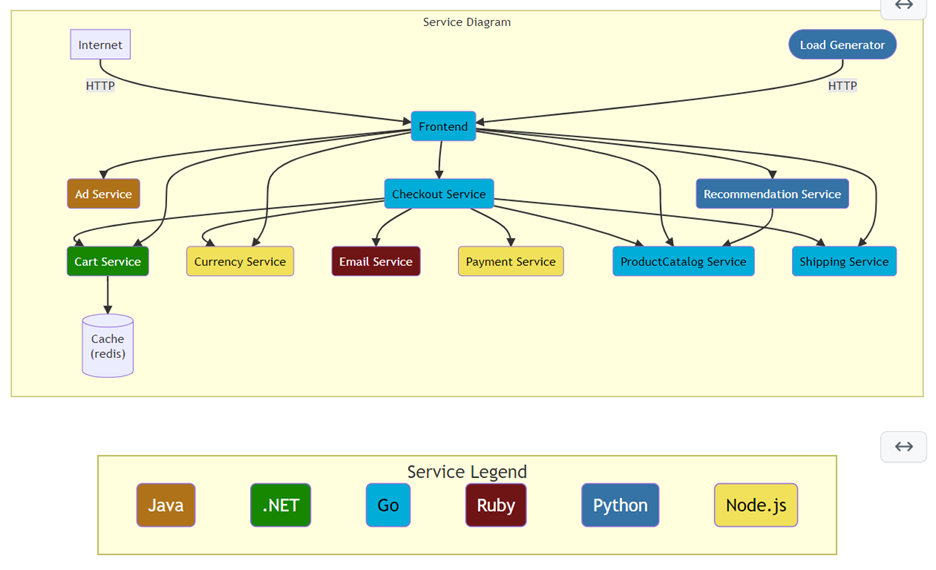 Service Diagram
Internet
Load Generator
HTTP
HTTP
Frontend
Ad Service
Checkout Service
Recommendation Service
Cart Service
Currency Service
Email Service
Payment Service
ProductCatalog Service
Shipping Service
Cache
(redis)
Service Legend
Java
.NET
Go
Ruby
Python
Node.js